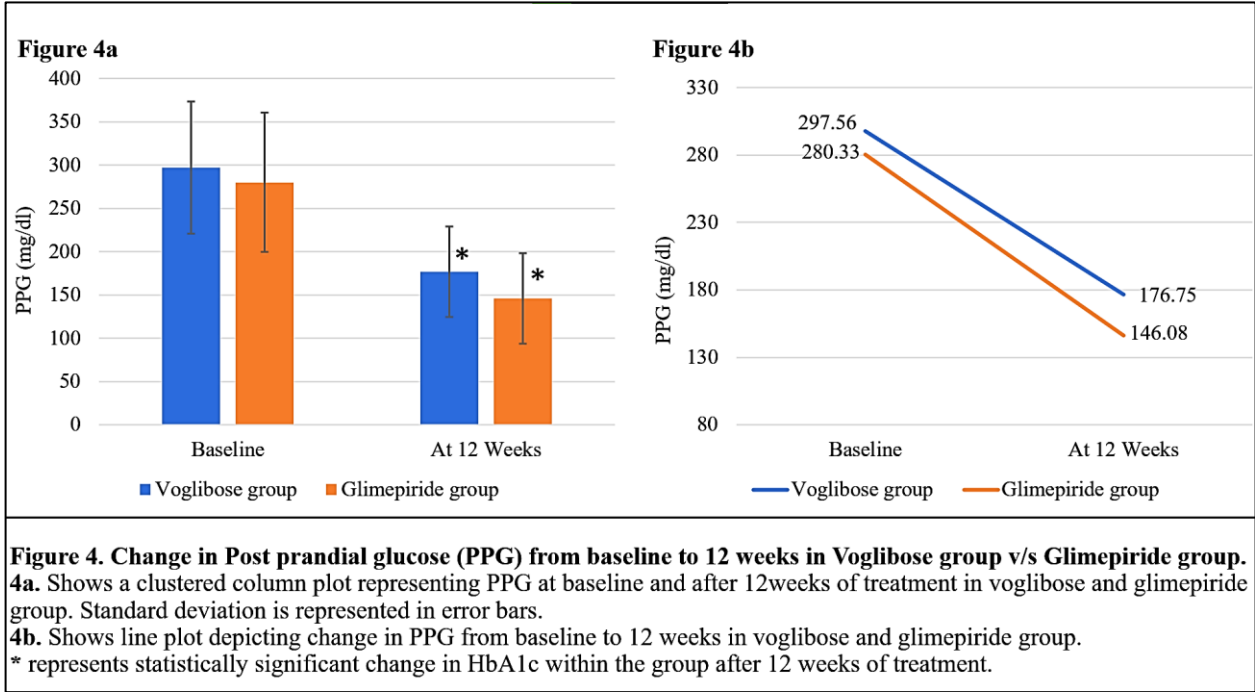 Figure 4a
400
350
300
250
200
150
100
50
0
PPG (mg/dl)
*
*
Baseline
At 12 Weeks
Voglibose group
Glimepiride group
Figure 4b
330
280
230
180
130
80
PPG (mg/dl)
297.56
280.33
176.75
146.08
Baseline
At 12 Weeks
Voglibose group
Glimepiride group
Figure 4. Change in Post prandial glucose (PPG) from baseline to 12 weeks in Voglibose group v/s Glimepiride group.
4a. Shows a clustered column plot representing PPG at baseline and after 12weeks of treatment in voglibose and glimepiride
group. Standard deviation is represented in error bars.
4b. Shows line plot depicting change in PPG from baseline to 12 weeks in voglibose and glimepiride group.
* represents statistically significant change in HbA1c within the group after 12 weeks of treatment.